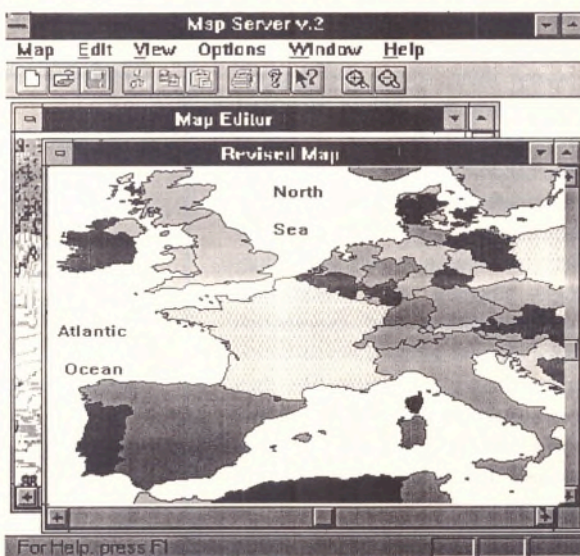 Map Server v.2
Map Edit View Options Window Help
Map Editor
Revised Map
North
Sea
Atlantic
Ocean
For Help, press F1